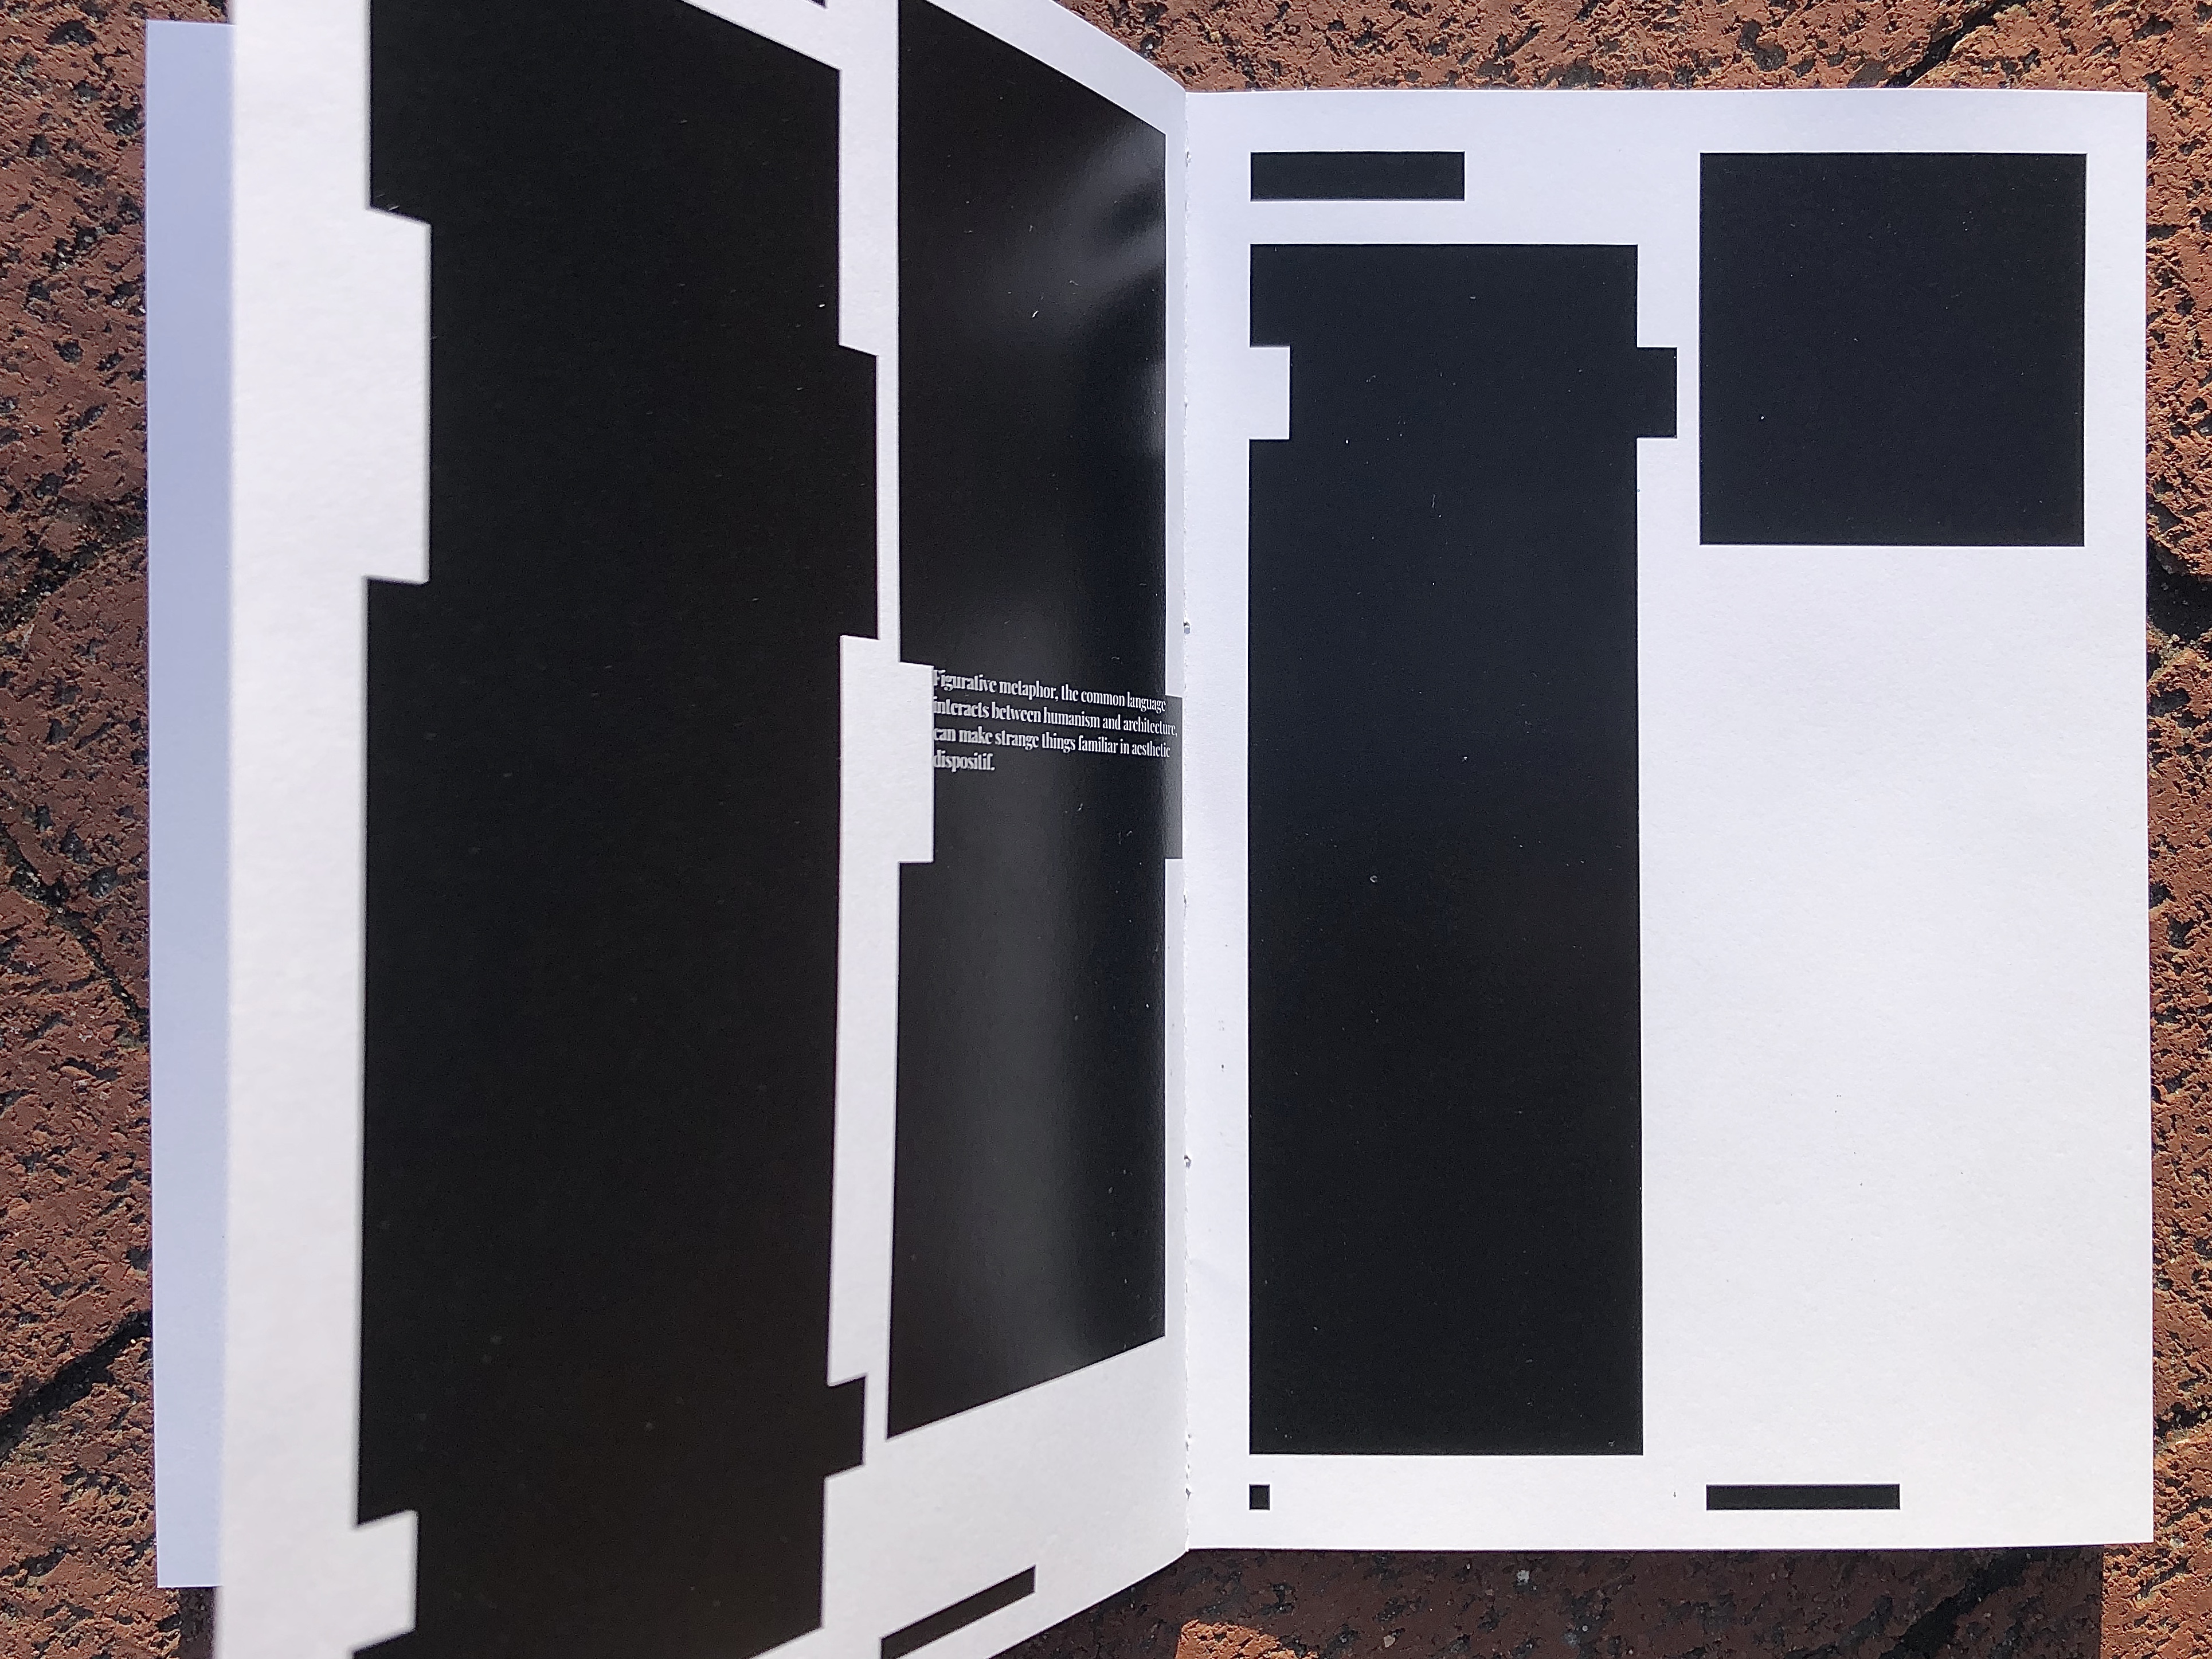 Figurative metaphor, the common language
interacts between humanism and architecture,
can make strange things familiar in aesthetic
dispositif.